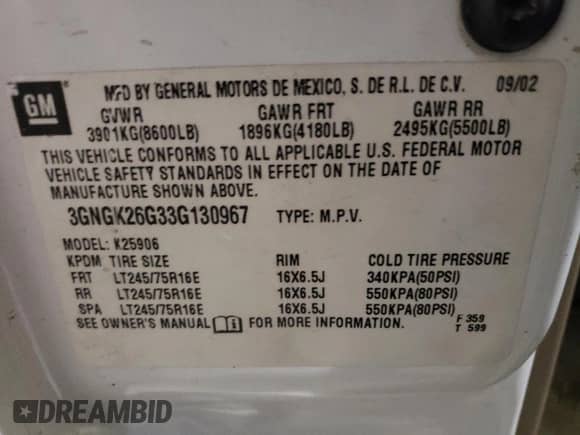 GM
MFD BY GENERAL MOTORS DE MEXICO, S. DE R.L. DE C.V. 09/02
GVWR GAWR FRT GAWR RR
3901KG(8600LB) 1896KG(4180LB) 2495KG(5500LB)
THIS VEHICLE CONFORMS TO ALL APPLICABLE U.S. FEDERAL MOTOR
VEHICLE SAFETY STANDARDS IN EFFECT ON THE DATE OF
MANUFACTURE SHOWN ABOVE.
3GNGK26G33G130967 TYPE: M.P.V.
MODEL: K25906
KPDM TIRE SIZE RIM COLD TIRE PRESSURE
FRT LT245/75R16E 16X6.5J 340KPA(50PSI)
RR LT245/75R16E 16X6.5J 550KPA(80PSI)
SPA LT245/75R16E 16X6.5J 550KPA(80PSI)
SEE OWNER'S MANUAL FOR MORE INFORMATION. F 359
T 599
DREAMBID